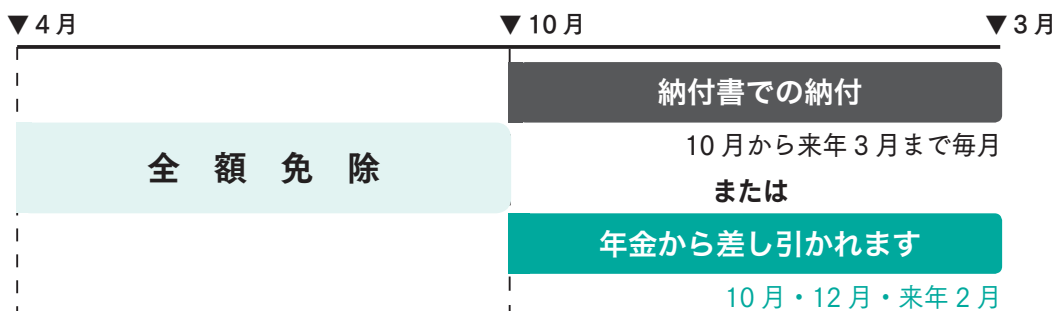 ▼4月 ▼10月 ▼3月
納付書での納付
10月から来年3月まで毎月
全額免除
または
年金から差し引かれます
10月・12月・来年2月